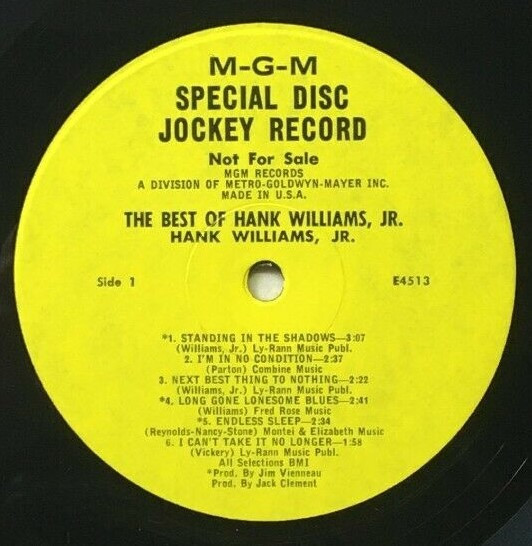 M-G-M
SPECIAL DISC
JOCKEY RECORD
Not For Sale
MGM RECORDS
A DIVISION OF METRO-GOLDWYN-MAYER INC.
MADE IN U.S.A.
THE BEST OF HANK WILLIAMS, JR.
HANK WILLIAMS, JR.
Side 1 E4513
*1. STANDING IN THE SHADOWS—3:07
(Williams, Jr.) Ly-Rann Music Publ.
2. I'M IN NO CONDITION—2:37
(Parton) Combine Music
3. NEXT BEST THING TO NOTHING—2:22
(Williams, Jr.) Ly-Rann Music Publ.
*4. LONG GONE LONESOME BLUES—2:41
(Williams) Fred Rose Music
*5. ENDLESS SLEEP—2:34
(Reynolds-Nancy-Stone) Montei & Elizabeth Music
6. I CAN'T TAKE IT NO LONGER—1:58
(Vickery) Ly-Rann Music Publ.
All Selections BMI
*Prod. By Jim Vienneau
Prod. By Jack Clement